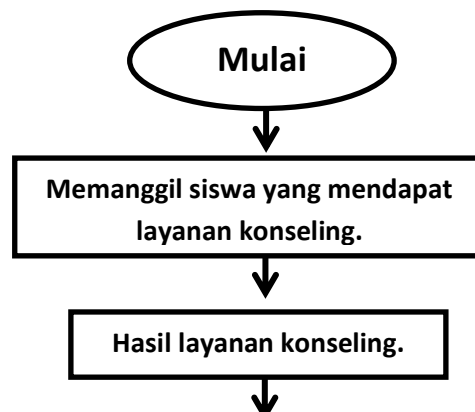 Mulai
Memanggil siswa yang mendapat
layanan konseling.
Hasil layanan konseling.